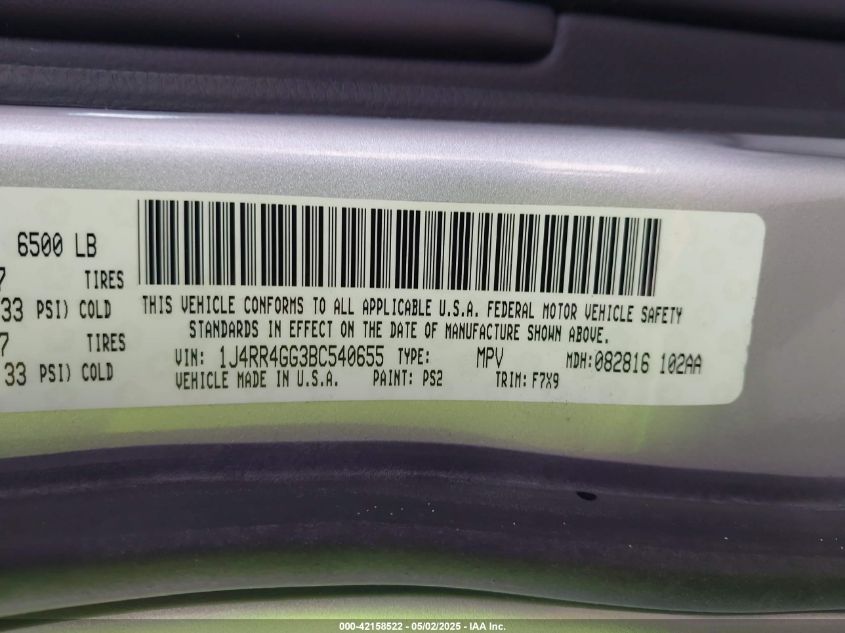 6500 LB
7 TIRES
33 PSI) COLD
7 TIRES
33 PSI) COLD
THIS VEHICLE CONFORMS TO ALL APPLICABLE U.S.A. FEDERAL MOTOR VEHICLE SAFETY
STANDARDS IN EFFECT ON THE DATE OF MANUFACTURE SHOWN ABOVE.
VIN: 1J4RR4GG3BC540655 TYPE: MPV MDH:082816 102AA
VEHICLE MADE IN U.S.A. PAINT: PS2 TRIM: F7X9
000-42158522 - 05/02/2025 - IAA Inc.